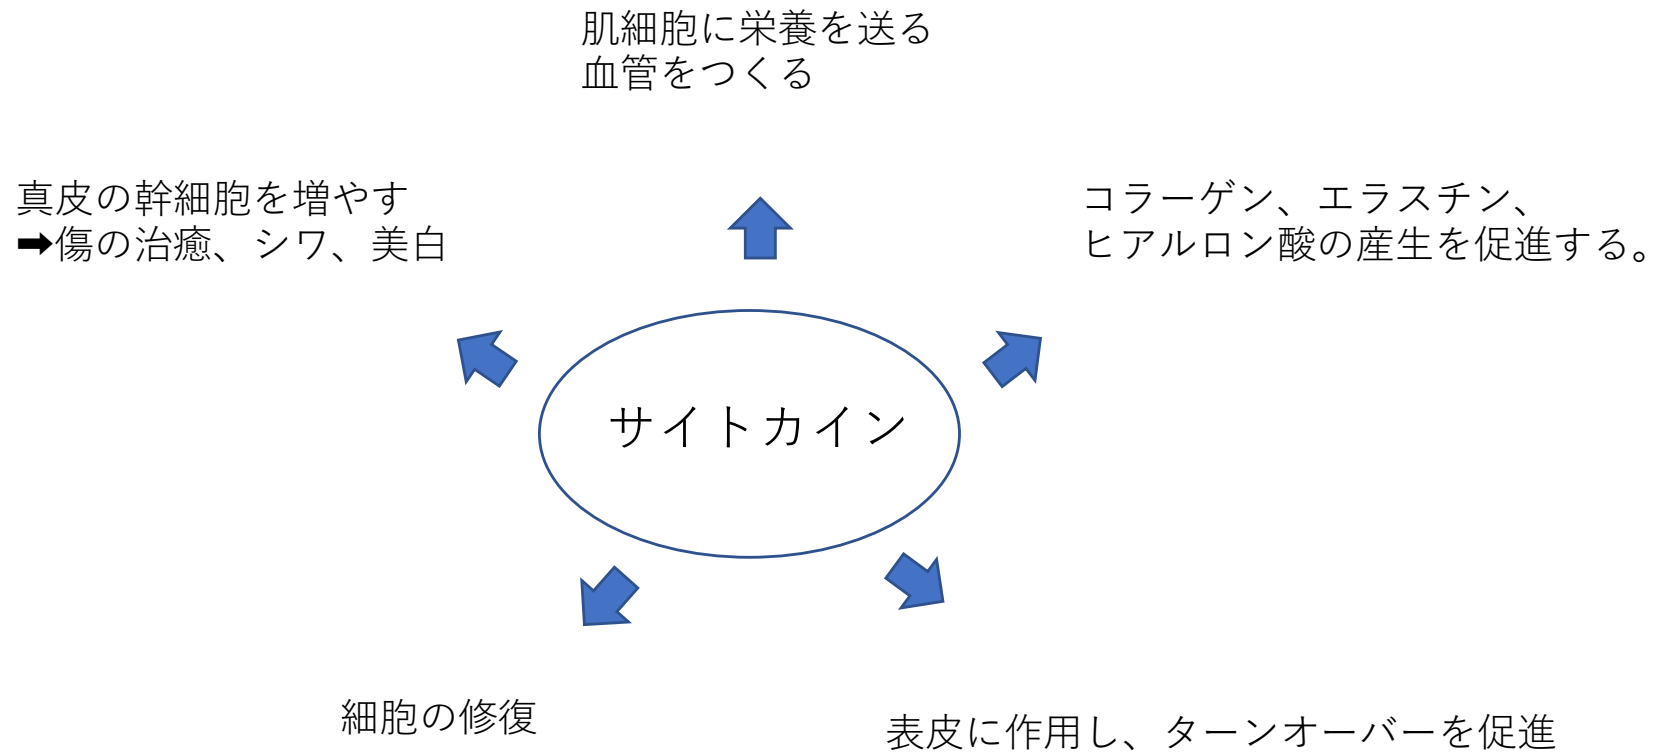 肌細胞に栄養を送る
血管をつくる
真皮の幹細胞を増やす
➡傷の治癒、シワ、美白
コラーゲン、エラスチン、
ヒアルロン酸の産生を促進する。
サイトカイン
細胞の修復
表皮に作用し、ターンオーバーを促進